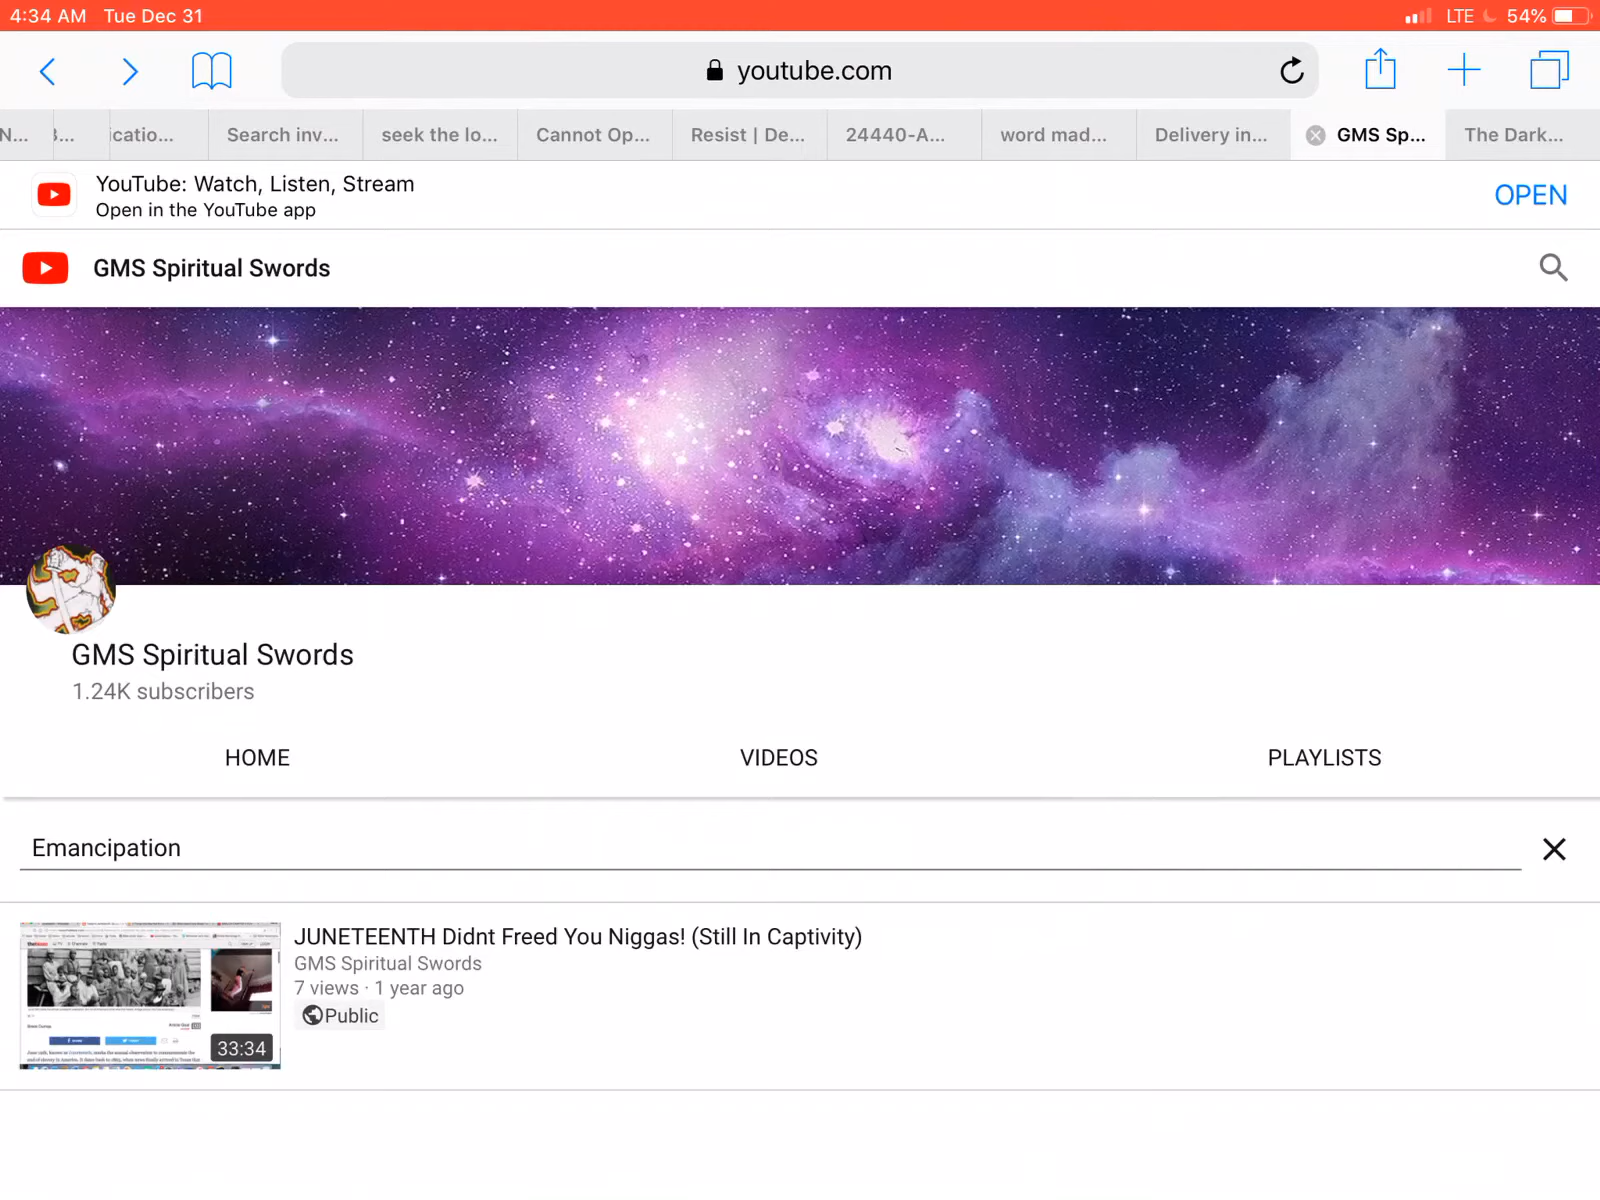 4:34 AM Tue Dec 31
LTE 54%
youtube.com
N... 3... icatio... Search inv... seek the lo... Cannot Op... Resist | De... 24440-A... word mad... Delivery in... GMS Sp... The Dark...
YouTube: Watch, Listen, Stream
Open in the YouTube app
OPEN
GMS Spiritual Swords
GMS Spiritual Swords
1.24K subscribers
HOME VIDEOS PLAYLISTS
Emancipation
JUNETEENTH Didnt Freed You Niggas! (Still In Captivity)
GMS Spiritual Swords
7 views · 1 year ago
Public
33:34